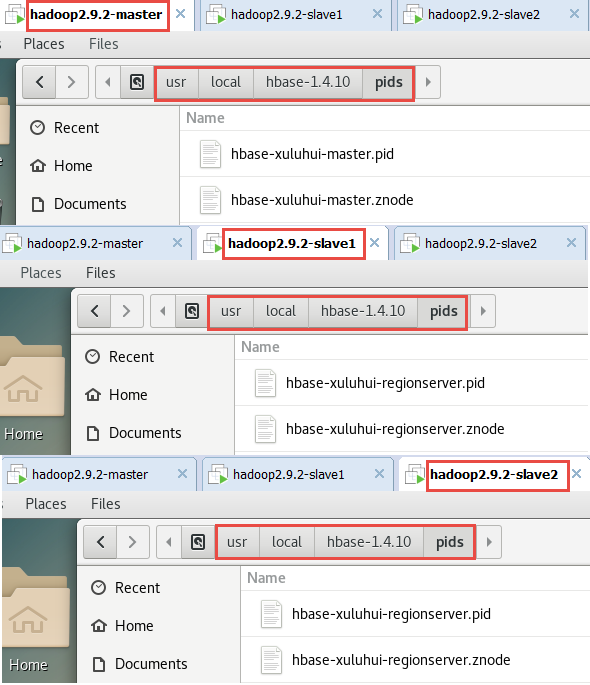 hadoop2.9.2-master hadoop2.9.2-slave1 hadoop2.9.2-slave2
Places Files
usr local hbase-1.4.10 pids
Name
Recent
hbase-xuluhui-master.pid
Home
hbase-xuluhui-master.znode
Documents
hadoop2.9.2-master hadoop2.9.2-slave1 hadoop2.9.2-slave2
Places Files
usr local hbase-1.4.10 pids
Name
Recent
hbase-xuluhui-regionserver.pid
Home
hbase-xuluhui-regionserver.znode
Home Documents
hadoop2.9.2-master hadoop2.9.2-slave1 hadoop2.9.2-slave2
Places Files
usr local hbase-1.4.10 pids
Name
Recent
hbase-xuluhui-regionserver.pid
Home
hbase-xuluhui-regionserver.znode
Home Documents